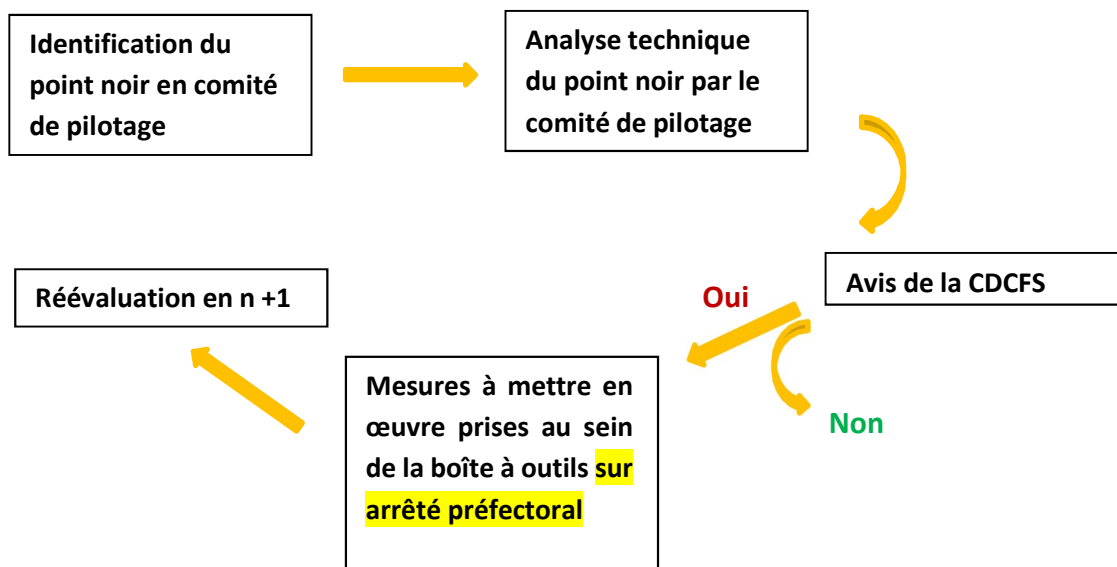 Identification du
point noir en comité
de pilotage
Analyse technique
du point noir par le
comité de pilotage
Avis de la CDCFS
Oui
Non
Mesures à mettre en
œuvre prises au sein
de la boîte à outils sur
arrêté préfectoral
Réévaluation en n +1